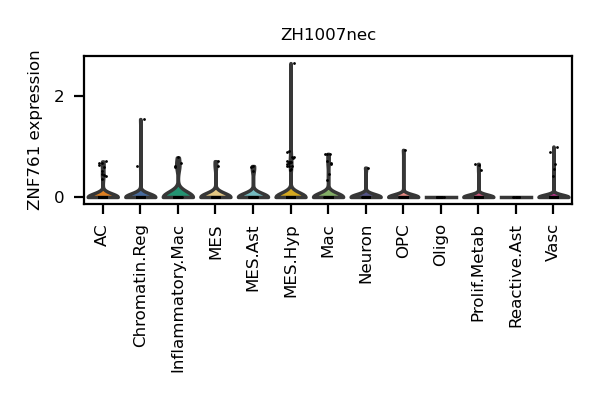 ZH1007nec
ZNF761 expression
2
0
AC
Chromatin.Reg
Inflammatory.Mac
MES
MES.Ast
MES.Hyp
Mac
Neuron
OPC
Oligo
Prolif.Metab
Reactive.Ast
Vasc